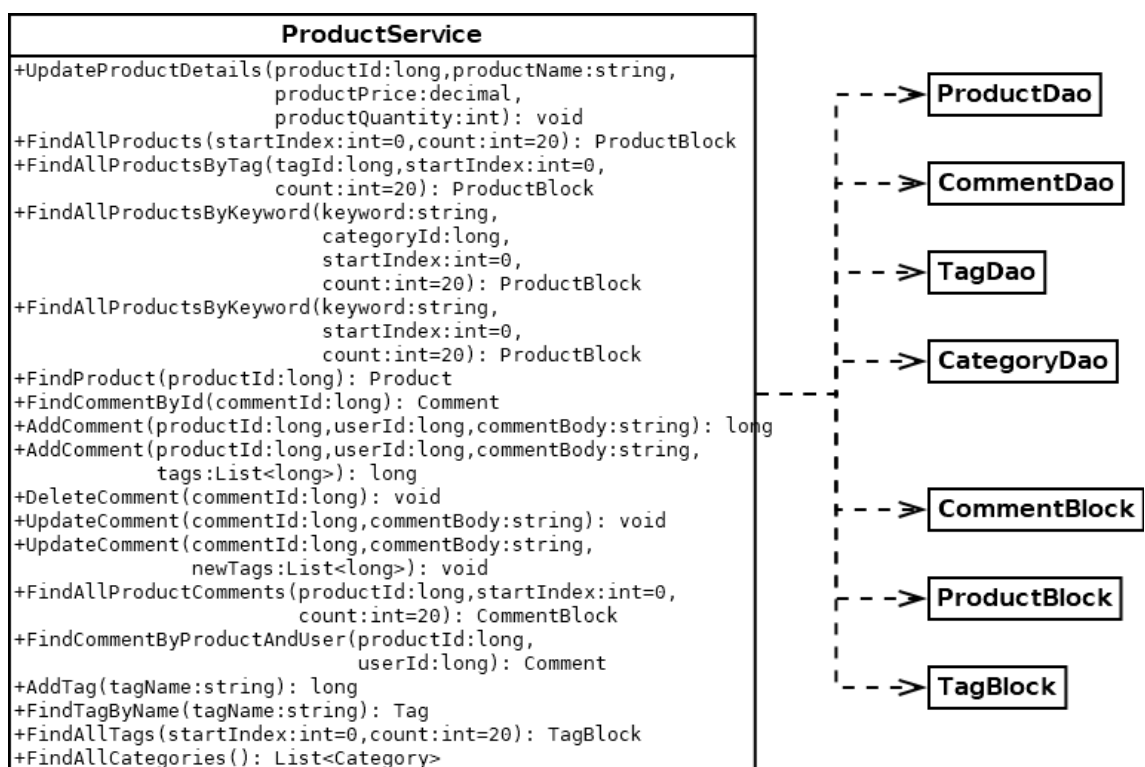 ProductService
+UpdateProductDetails(productId:long,productName:string,
productPrice:decimal,
productQuantity:int): void
+FindAllProducts(startIndex:int=0,count:int=20): ProductBlock
+FindAllProductsByTag(tagId:long,startIndex:int=0,
count:int=20): ProductBlock
+FindAllProductsByKeyword(keyword:string,
categoryId:long,
startIndex:int=0,
count:int=20): ProductBlock
+FindAllProductsByKeyword(keyword:string,
startIndex:int=0,
count:int=20): ProductBlock
+FindProduct(productId:long): Product
+FindCommentById(commentId:long): Comment
+AddComment(productId:long,userId:long,commentBody:string): long
+AddComment(productId:long,userId:long,commentBody:string,
tags:List<long>): long
+DeleteComment(commentId:long): void
+UpdateComment(commentId:long,commentBody:string): void
+UpdateComment(commentId:long,commentBody:string,
newTags:List<long>): void
+FindAllProductComments(productId:long,startIndex:int=0,
count:int=20): CommentBlock
+FindCommentByProductAndUser(productId:long,
userId:long): Comment
+AddTag(tagName:string): long
+FindTagByName(tagName:string): Tag
+FindAllTags(startIndex:int=0,count:int=20): TagBlock
+FindAllCategories(): List<Category>
ProductDao
CommentDao
TagDao
CategoryDao
CommentBlock
ProductBlock
TagBlock